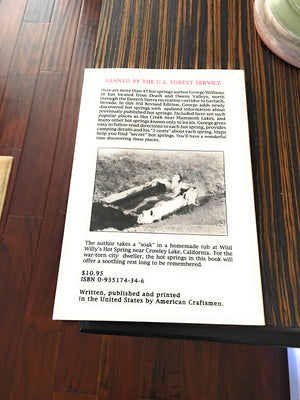 BANNED BY THE U.S. FOREST SERVICE
Here are more than 45 hot springs author George Williams
III has located from Death and Owens Valleys, north
through the Eastern Sierra recreation corridor to Gerlach,
Nevada. In this 3rd Revised Edition, George adds newly
discovered hot springs with updated information about
previously published hot springs. Included here are such
popular places as Hot Creek near Mammoth Lakes, and
many other hot springs known only to locals. George gives
easy to follow road directions to each hot spring, provides
camping details and his "2 cents" about each spring. Maps
help you find "secret" hot springs. You'll have a wonderful
time discovering these places.
The author takes a "soak" in a homemade tub at Wild
Willy's Hot Spring near Crowley Lake, California. For the
war-torn city dweller, the hot springs in this book will
offer a soothing rest long to be remembered.
$10.95
ISBN 0-935174-34-6
Written, published and printed
in the United States by American Craftsmen.